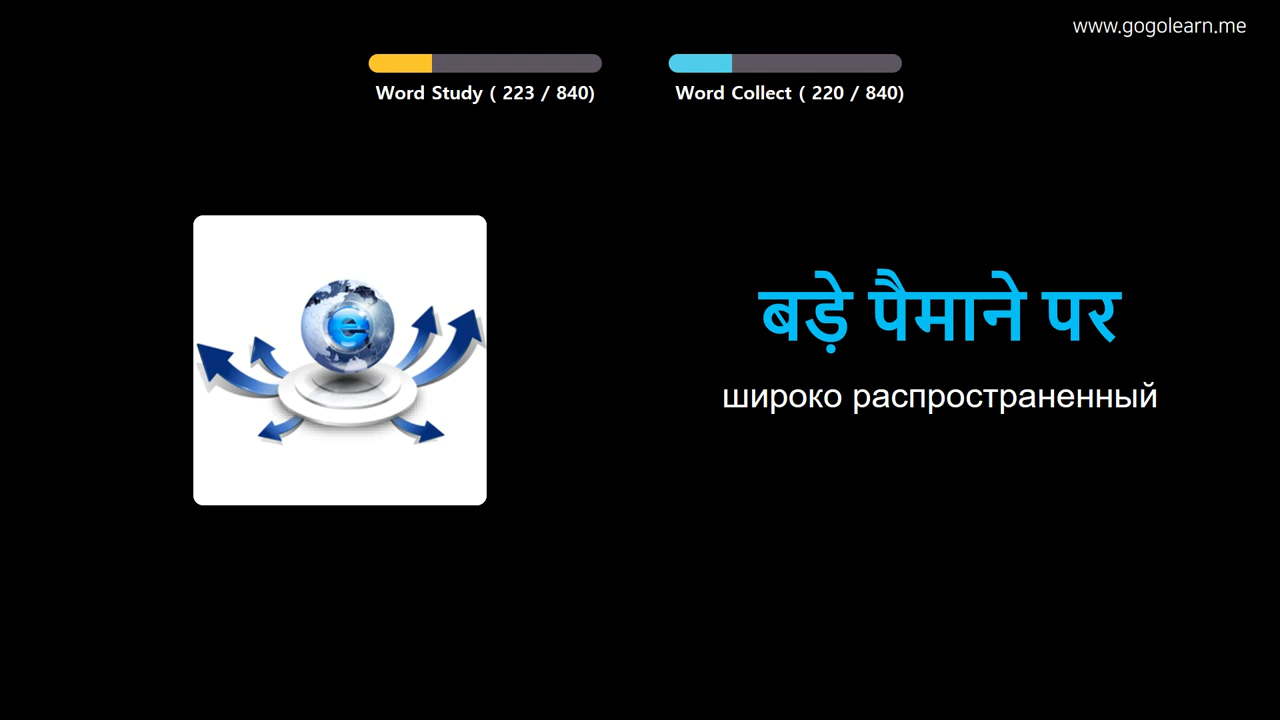 www.gogolearn.me
Word Study ( 223 / 840)
Word Collect ( 220 / 840)
e
बड़े पैमाने पर
широко распространенный